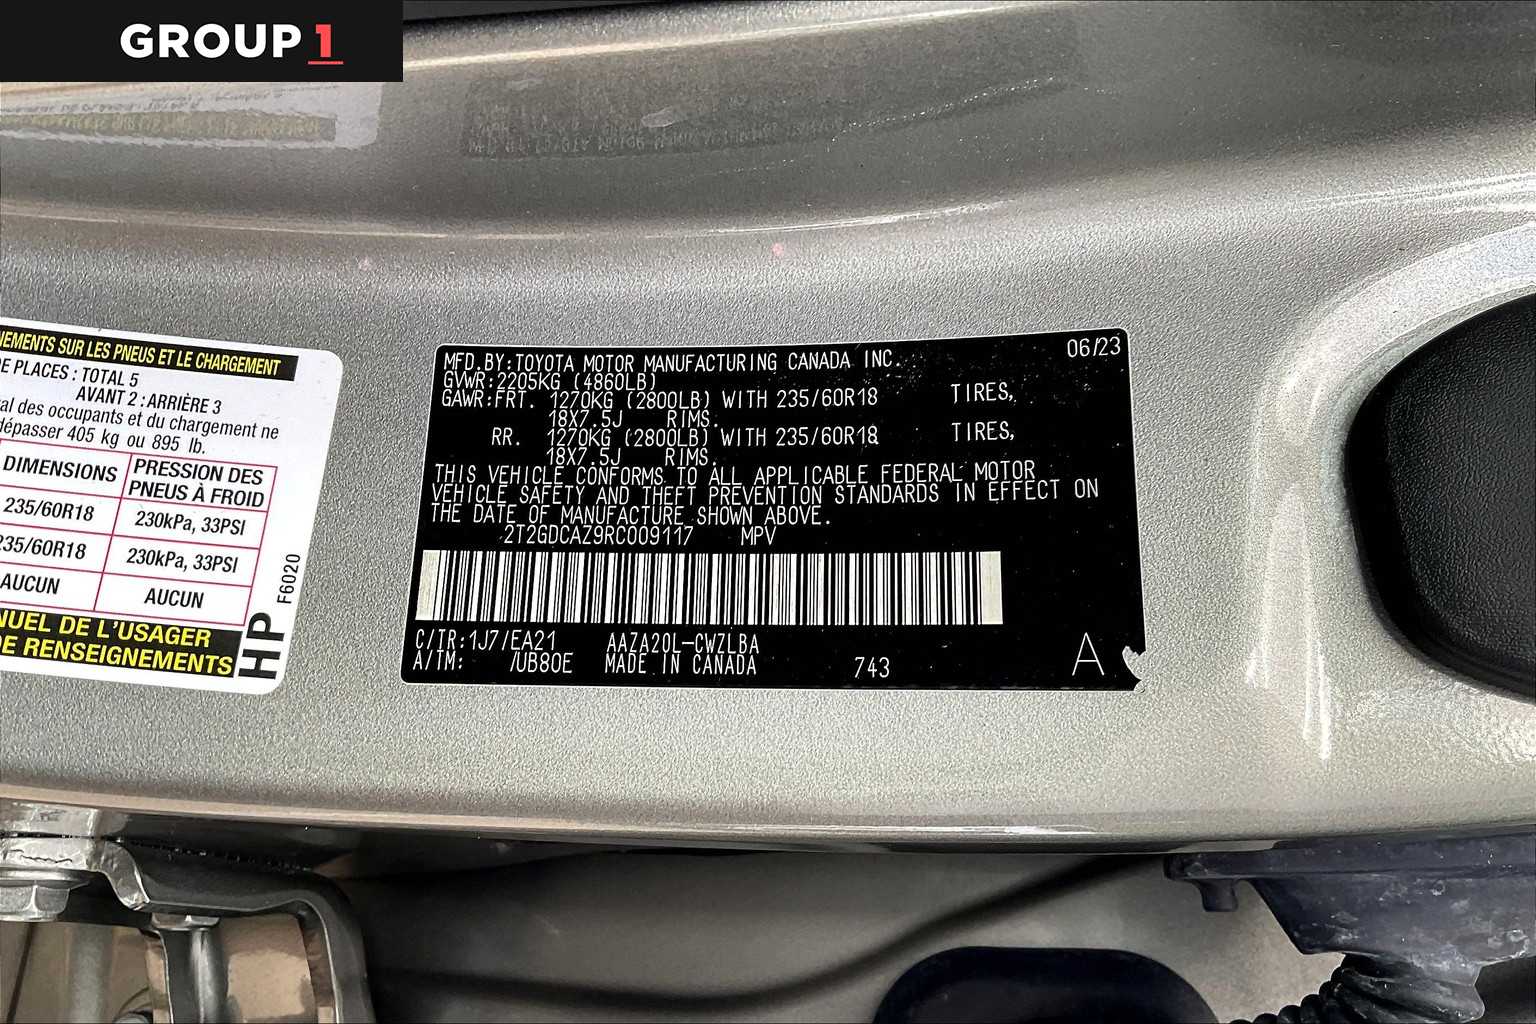 GROUP 1
NEMENTS SUR LES PNEUS ET LE CHARGEMENT
DE PLACES : TOTAL 5
AVANT 2 : ARRIÈRE 3
al des occupants et du chargement ne
dépasser 405 kg ou 895 lb.
DIMENSIONS PRESSION DES PNEUS À FROID
235/60R18 230kPa, 33PSI
235/60R18 230kPa, 33PSI
AUCUN AUCUN
NUEL DE L'USAGER
DE RENSEIGNEMENTS
HP F6020
MFD.BY:TOYOTA MOTOR MANUFACTURING CANADA INC. 06/23
GVWR:2205KG (4860LB)
GAWR:FRT. 1270KG (2800LB) WITH 235/60R18 TIRES,
18X7.5J RIMS.
RR. 1270KG (2800LB) WITH 235/60R18 TIRES,
18X7.5J RIMS.
THIS VEHICLE CONFORMS TO ALL APPLICABLE FEDERAL MOTOR
VEHICLE SAFETY AND THEFT PREVENTION STANDARDS IN EFFECT ON
THE DATE OF MANUFACTURE SHOWN ABOVE.
2T2GDCAZ9RC009117 MPV
C/TR:1J7/EA21 AAZA20L-CWZLBA
A/TM: /UB80E MADE IN CANADA 743 A